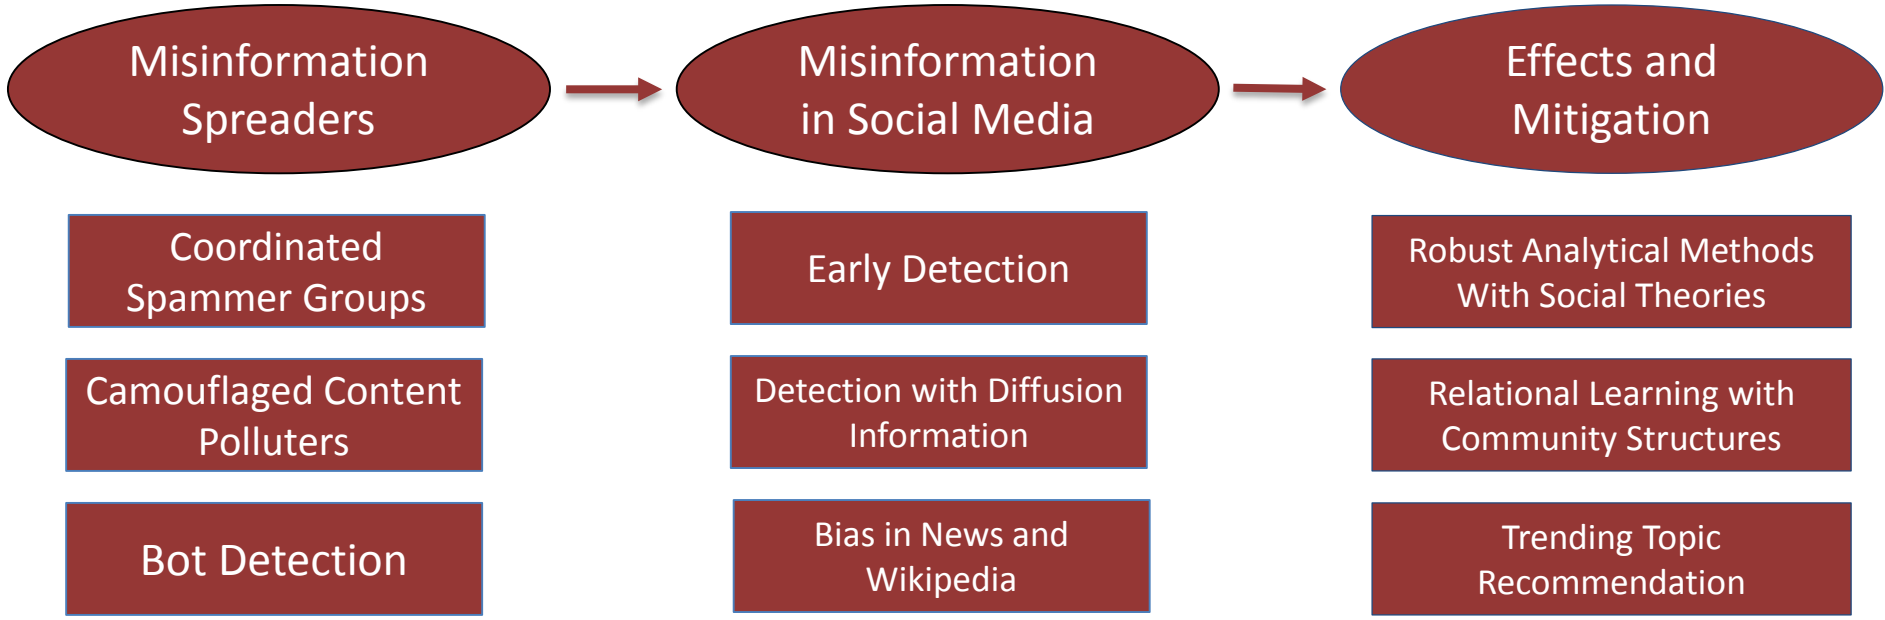 Misinformation
Spreaders
Misinformation
in Social Media
Effects and
Mitigation
Coordinated
Spammer Groups
Early Detection
Robust Analytical Methods
With Social Theories
Camouflaged Content
Polluters
Detection with Diffusion
Information
Relational Learning with
Community Structures
Bot Detection
Bias in News and
Wikipedia
Trending Topic
Recommendation